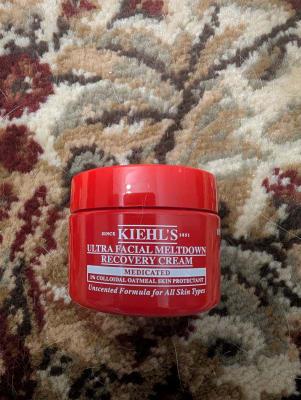 SINCE KIEHL'S 1851
ULTRA FACIAL MELTDOWN
RECOVERY CREAM
MEDICATED
1% COLLOIDAL OATMEAL SKIN PROTECTANT
Unscented Formula for All Skin Types